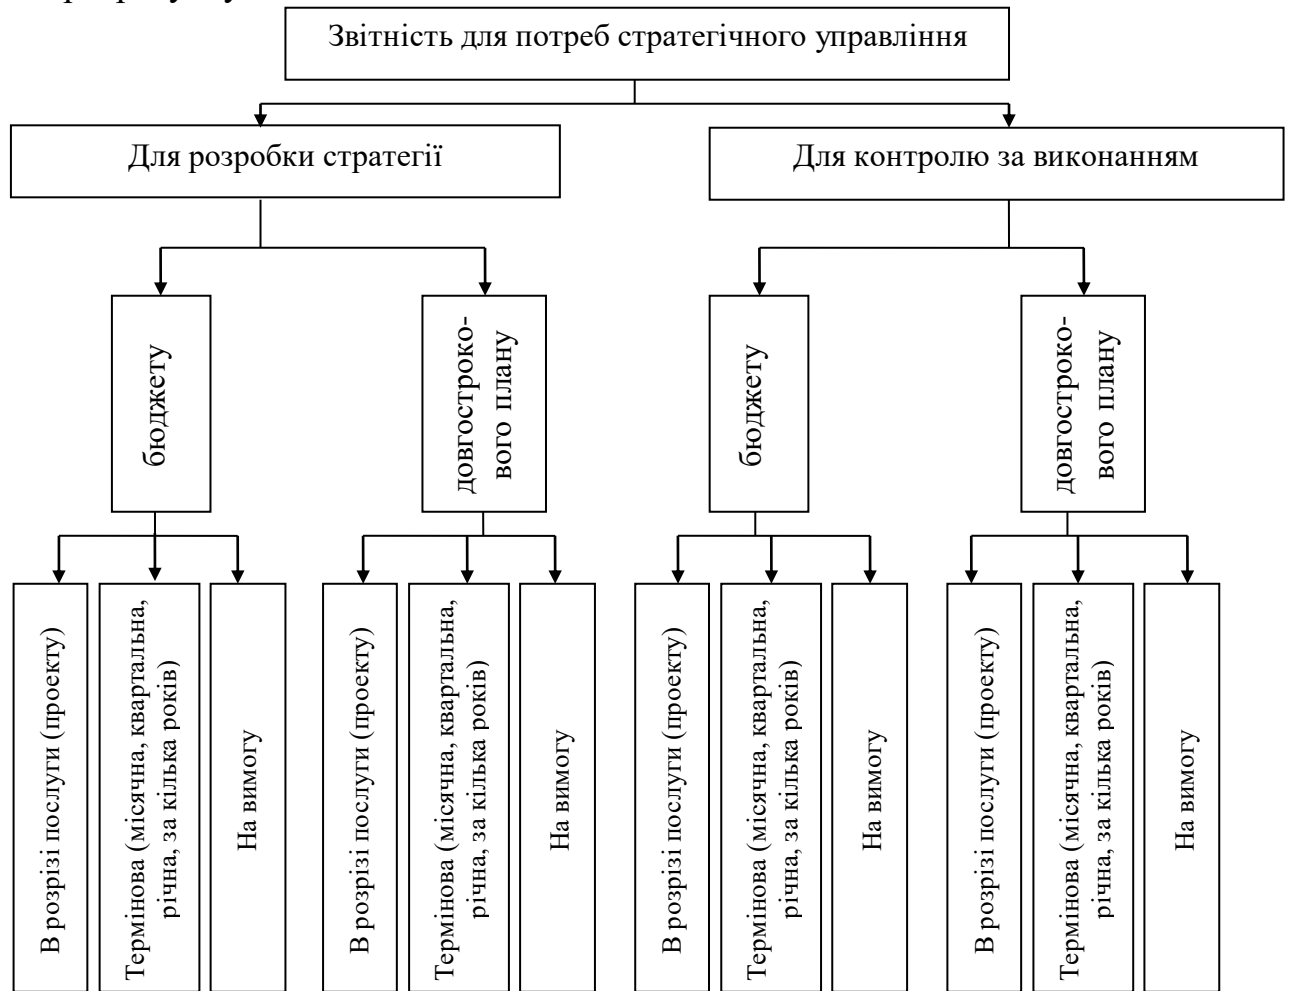 Звітність для потреб стратегічного управління
Для розробки стратегії
Для контролю за виконанням
бюджету
довгостроко-
вого плану
бюджету
довгостроко-
вого плану
В розрізі послуги (проекту)
Термінова (місячна, квартальна,
річна, за кілька років)
На вимогу
В розрізі послуги (проекту)
Термінова (місячна, квартальна,
річна, за кілька років)
На вимогу
В розрізі послуги (проекту)
Термінова (місячна, квартальна,
річна, за кілька років)
На вимогу
В розрізі послуги (проекту)
Термінова (місячна, квартальна,
річна, за кілька років)
На вимогу